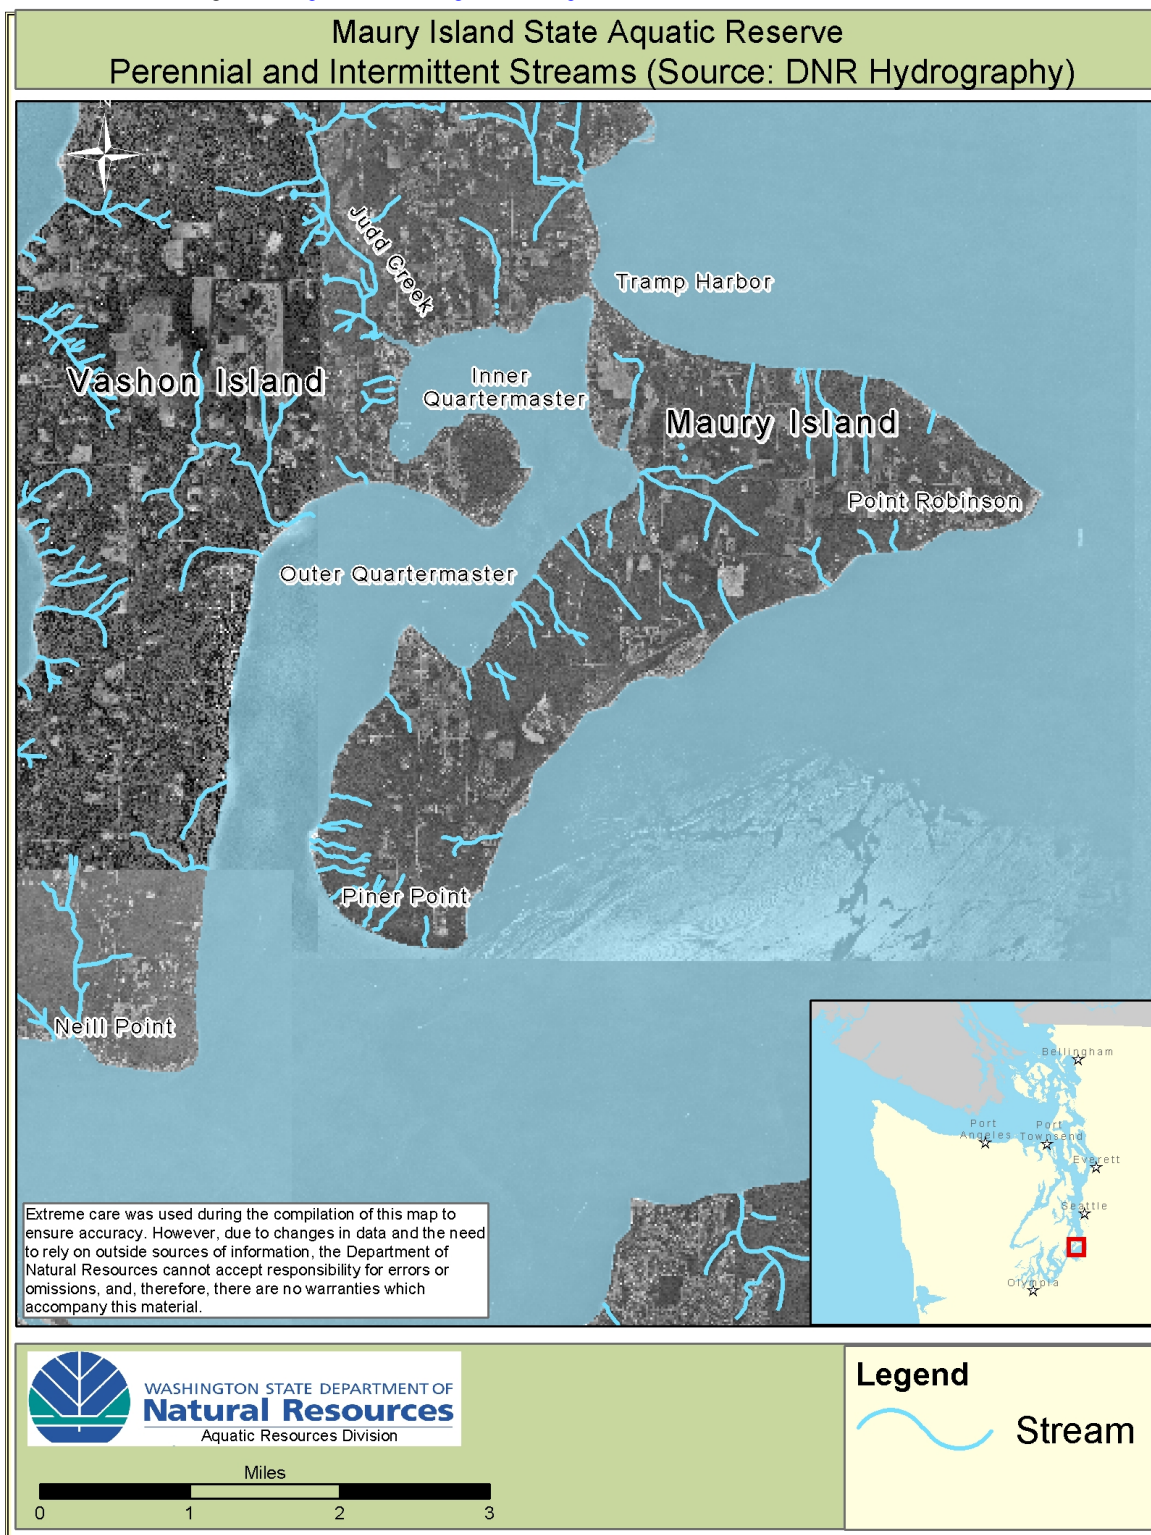 Maury Island State Aquatic Reserve
Perennial and Intermittent Streams (Source: DNR Hydrography)
N
Judd Creek
Tramp Harbor
Vashon Island
Inner
Quartermaster
Maury Island
Point Robinson
Outer Quartermaster
Piner Point
Neill Point
Bellingham
Port
Angeles
Port
Townsend
Everett
Seattle
Olympia
Extreme care was used during the compilation of this map to
ensure accuracy. However, due to changes in data and the need
to rely on outside sources of information, the Department of
Natural Resources cannot accept responsibility for errors or
omissions, and, therefore, there are no warranties which
accompany this material.
WASHINGTON STATE DEPARTMENT OF
Natural Resources
Aquatic Resources Division
Miles
0 1 2 3
Legend
Stream